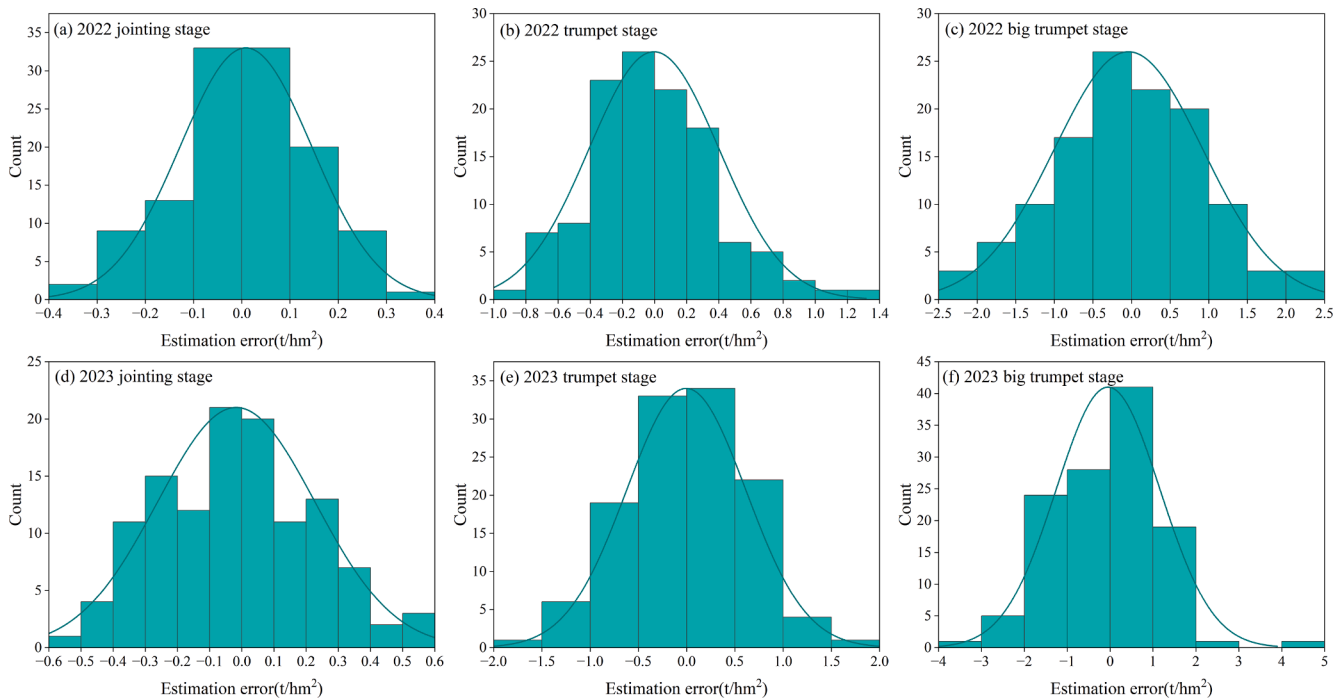 (a) 2022 jointing stage
Count
35
30
25
20
15
10
5
0
−0.4 −0.3 −0.2 −0.1 0.0 0.1 0.2 0.3 0.4
Estimation error(t/hm²)
(b) 2022 trumpet stage
Count
30
25
20
15
10
5
0
−1.0 −0.8 −0.6 −0.4 −0.2 0.0 0.2 0.4 0.6 0.8 1.0 1.2 1.4
Estimation error(t/hm²)
(c) 2022 big trumpet stage
Count
30
25
20
15
10
5
0
−2.5 −2.0 −1.5 −1.0 −0.5 0.0 0.5 1.0 1.5 2.0 2.5
Estimation error(t/hm²)
(d) 2023 jointing stage
Count
25
20
15
10
5
0
−0.6 −0.5 −0.4 −0.3 −0.2 −0.1 0.0 0.1 0.2 0.3 0.4 0.5 0.6
Estimation error(t/hm²)
(e) 2023 trumpet stage
Count
35
30
25
20
15
10
5
0
−2.0 −1.5 −1.0 −0.5 0.0 0.5 1.0 1.5 2.0
Estimation error(t/hm²)
(f) 2023 big trumpet stage
Count
45
40
35
30
25
20
15
10
5
0
−4 −3 −2 −1 0 1 2 3 4 5
Estimation error(t/hm²)